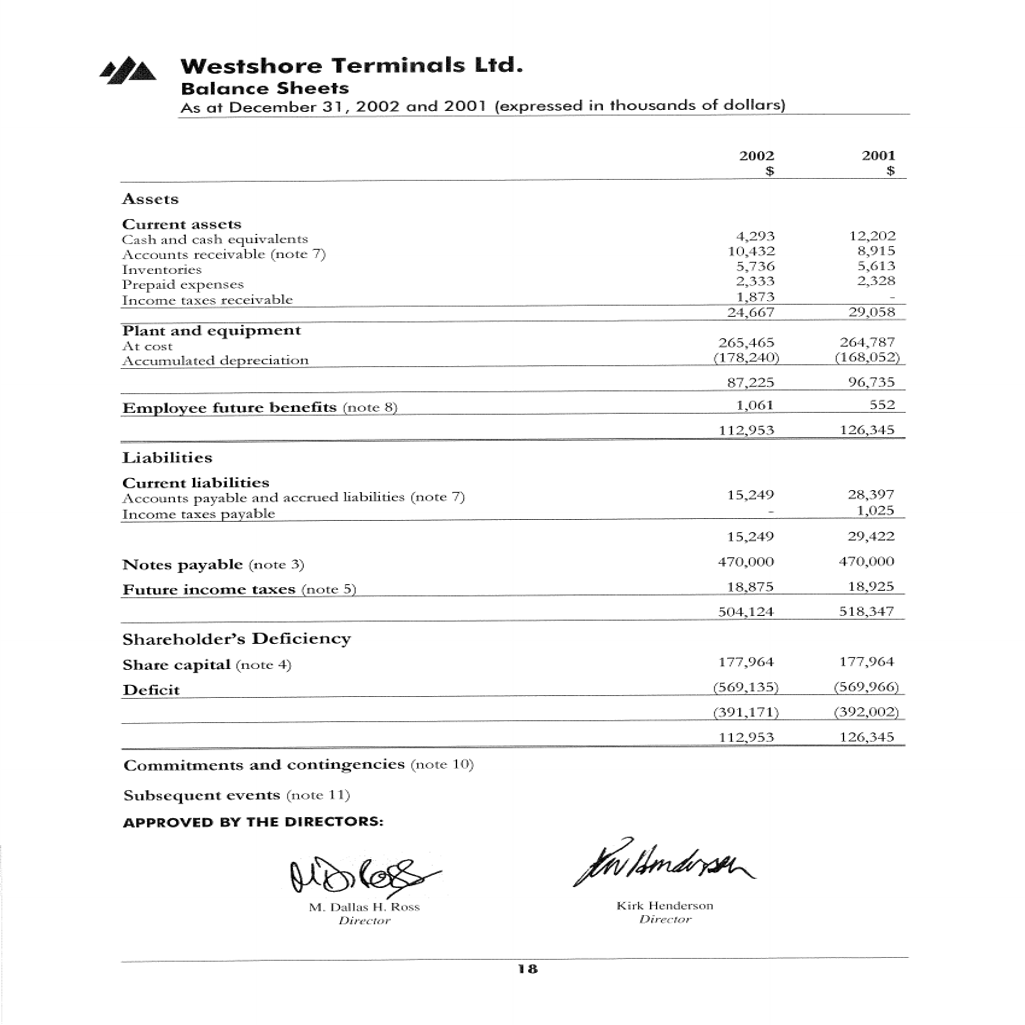 Westshore Terminals Ltd.
Balance Sheets
As at December 31, 2002 and 2001 (expressed in thousands of dollars)
2002 2001
$ $
Assets
Current assets
Cash and cash equivalents 4,293 12,202
Accounts receivable (note 7) 10,432 8,915
Inventories 5,736 5,613
Prepaid expenses 2,333 2,328
Income taxes receivable 1,873 -
24,667 29,058
Plant and equipment
At cost 265,465 264,787
Accumulated depreciation (178,240) (168,052)
87,225 96,735
Employee future benefits (note 8) 1,061 552
112,953 126,345
Liabilities
Current liabilities
Accounts payable and accrued liabilities (note 7) 15,249 28,397
Income taxes payable - 1,025
15,249 29,422
Notes payable (note 3) 470,000 470,000
Future income taxes (note 5) 18,875 18,925
504,124 518,347
Shareholder's Deficiency
Share capital (note 4) 177,964 177,964
Deficit (569,135) (569,966)
(391,171) (392,002)
112,953 126,345
Commitments and contingencies (note 10)
Subsequent events (note 11)
APPROVED BY THE DIRECTORS:
M. Dallas H. Ross Kirk Henderson
Director Director
18